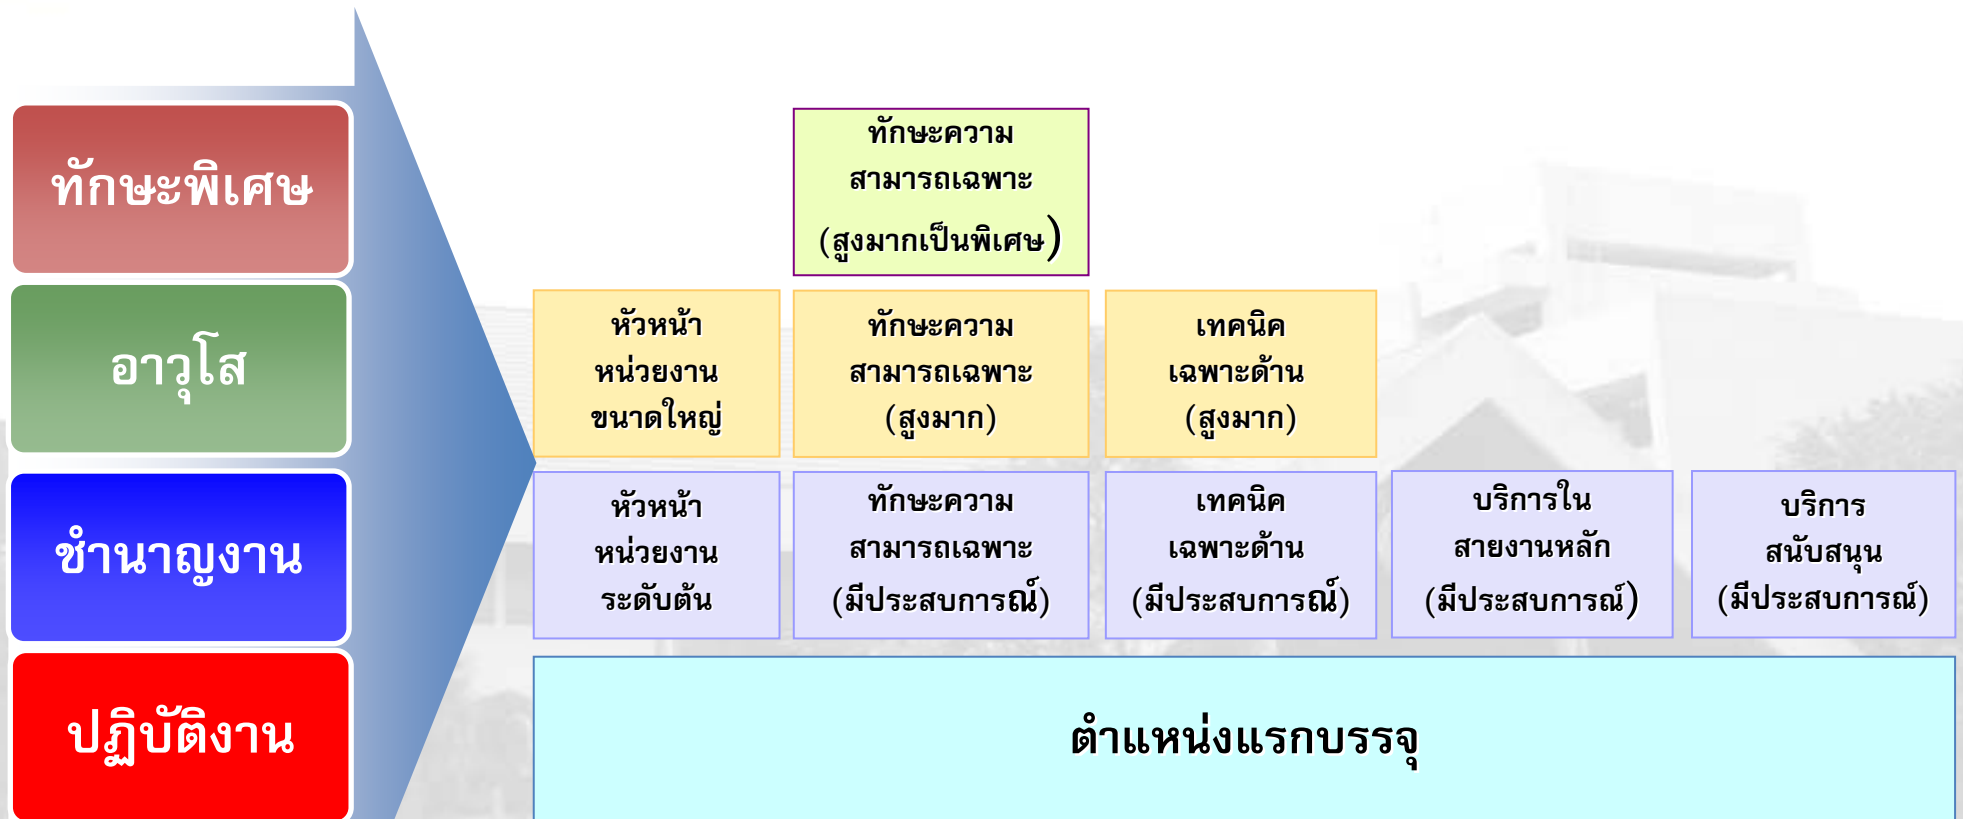 ทักษะพิเศษ
ทักษะความ
สามารถเฉพาะ
(สูงมากเป็นพิเศษ)
อาวุโส
หัวหน้า
หน่วยงาน
ขนาดใหญ่
ทักษะความ
สามารถเฉพาะ
(สูงมาก)
เทคนิค
เฉพาะด้าน
(สูงมาก)
ชำนาญงาน
หัวหน้า
หน่วยงาน
ระดับต้น
ทักษะความ
สามารถเฉพาะ
(มีประสบการณ์)
เทคนิค
เฉพาะด้าน
(มีประสบการณ์)
บริการใน
สายงานหลัก
(มีประสบการณ์)
บริการ
สนับสนุน
(มีประสบการณ์)
ปฏิบัติงาน
ตำแหน่งแรกบรรจุ